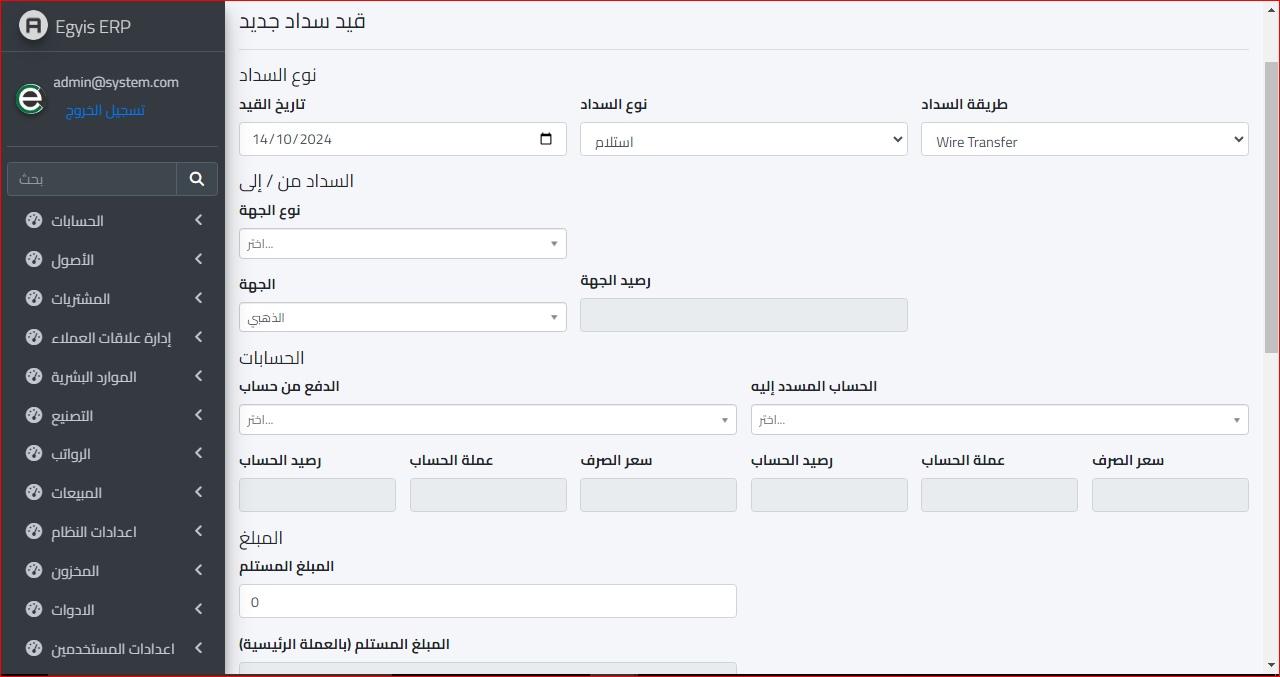 Egyis ERP
admin@system.com
تسجيل الخروج
بحث
الحسابات
الأصول
المشتريات
إدارة علاقات العملاء
الموارد البشرية
التصنيع
الرواتب
المبيعات
اعدادات النظام
المخزون
الادوات
اعدادات المستخدمين
قيد سداد جديد
نوع السداد
تاريخ القيد
نوع السداد
طريقة السداد
14/10/2024
استلام
Wire Transfer
السداد من / إلى
نوع الجهة
اختر...
الجهة
رصيد الجهة
الذهبي
الحسابات
الدفع من حساب
الحساب المسدد إليه
اختر...
اختر...
رصيد الحساب
عملة الحساب
سعر الصرف
رصيد الحساب
عملة الحساب
سعر الصرف
المبلغ
المبلغ المستلم
0
المبلغ المستلم (بالعملة الرئيسية)